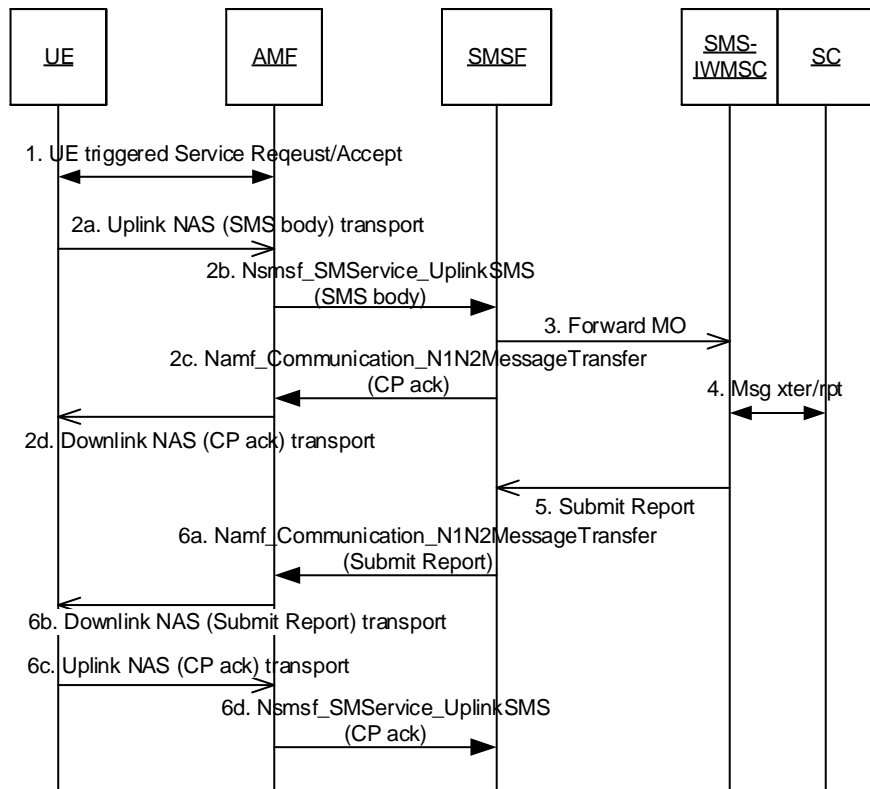 UE
AMF
SMSF
SMS-
IWMSC
SC
1. UE triggered Service Reqeust/Accept
2a. Uplink NAS (SMS body) transport
2b. Nsmsf_SMService_UplinkSMS
(SMS body)
3. Forward MO
2c. Namf_Communication_N1N2MessageTransfer
(CP ack)
4. Msg xter/rpt
2d. Downlink NAS (CP ack) transport
5. Submit Report
6a. Namf_Communication_N1N2MessageTransfer
(Submit Report)
6b. Downlink NAS (Submit Report) transport
6c. Uplink NAS (CP ack) transport
6d. Nsmsf_SMService_UplinkSMS
(CP ack)